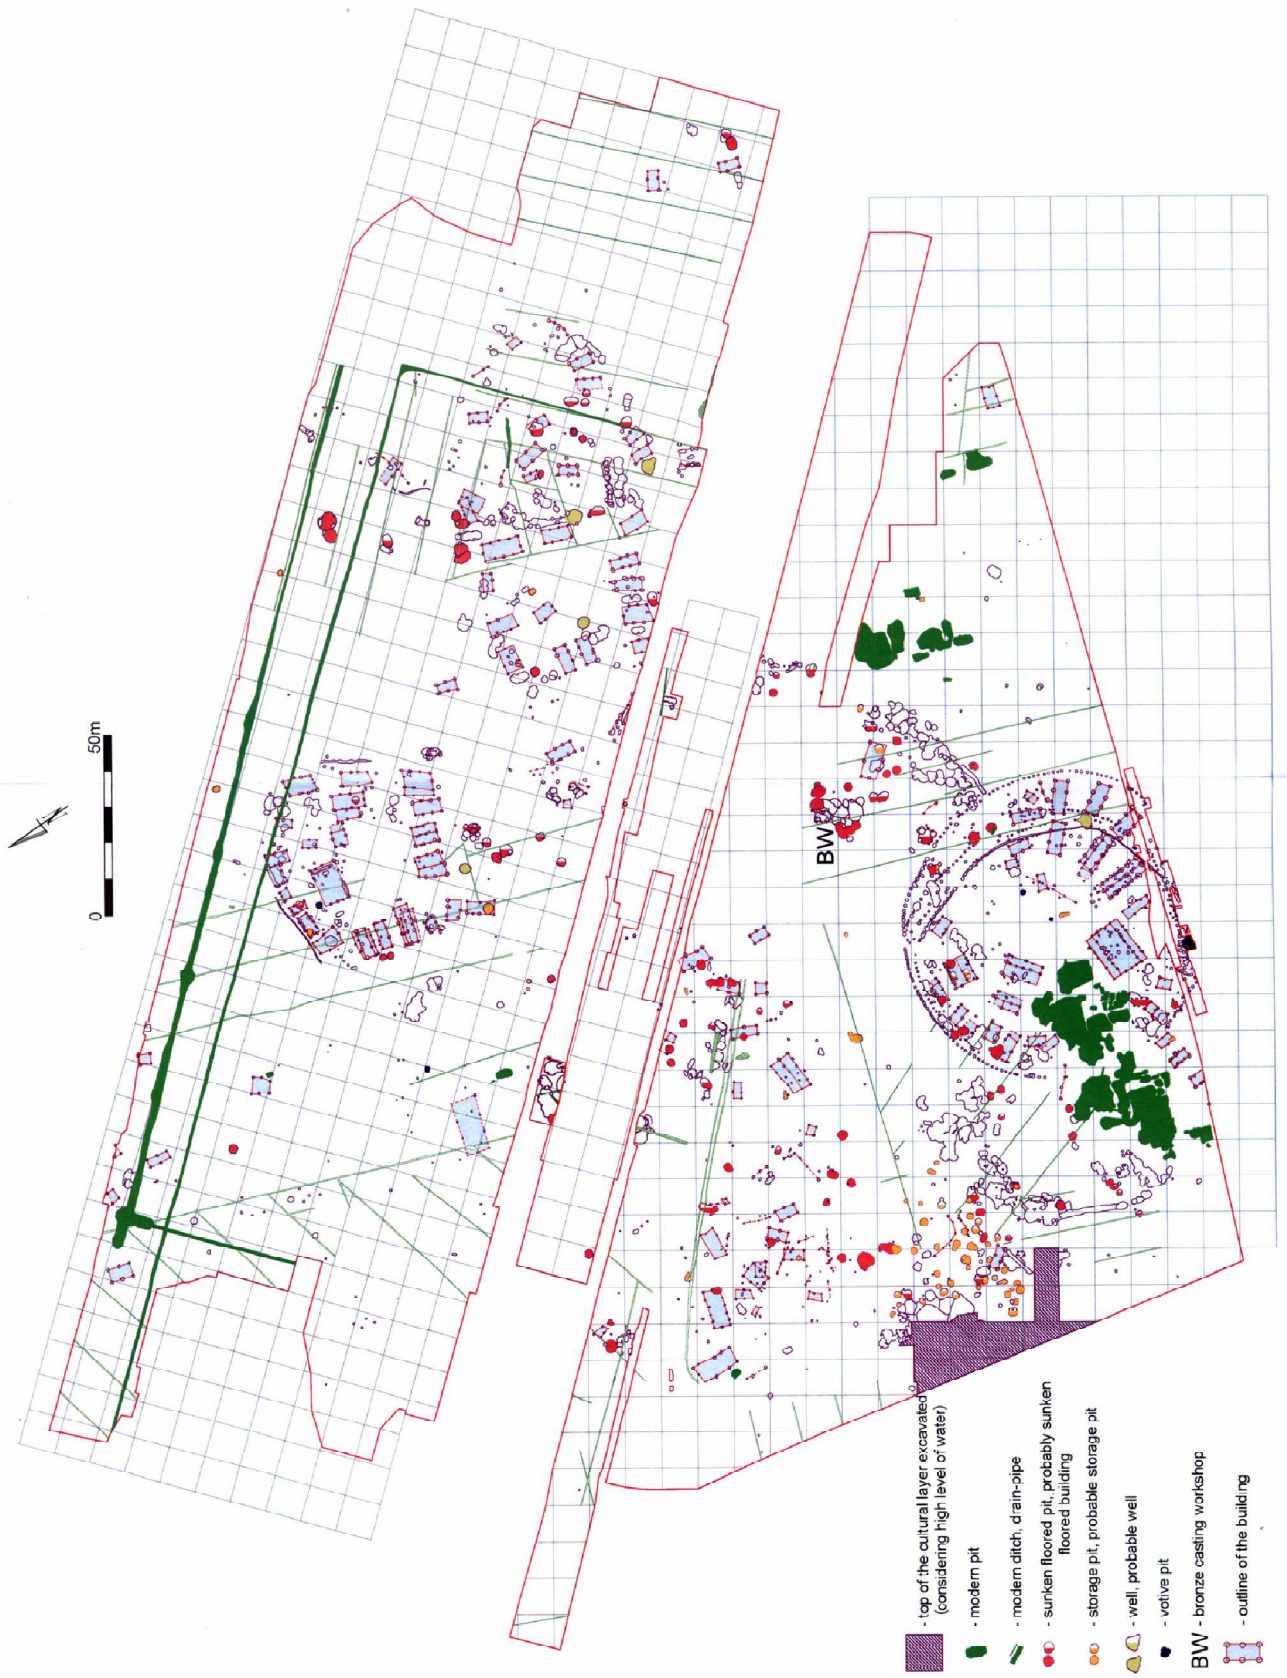 0 50m
BW
- top of the cultural layer excavated
(considering high level of water)
- modern pit
- modern ditch, drain-pipe
- sunken floored pit, probably sunken
floored building
- storage pit, probable storage pit
- well, probable well
- votive pit
BW - bronze casting workshop
- outline of the building